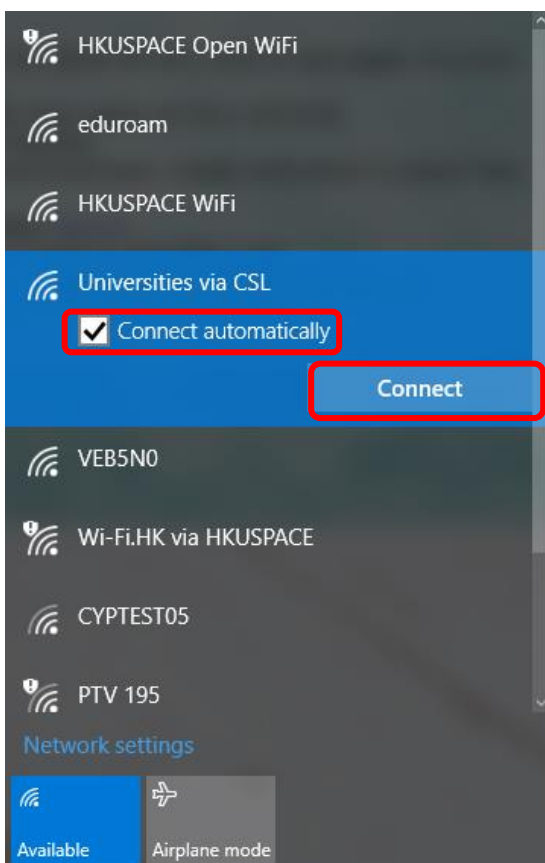 HKUSPACE Open WiFi
eduroam
HKUSPACE WiFi
Universities via CSL
Connect automatically
Connect
VEB5N0
Wi-Fi.HK via HKUSPACE
CYPTEST05
PTV 195
Network settings
Available
Airplane mode